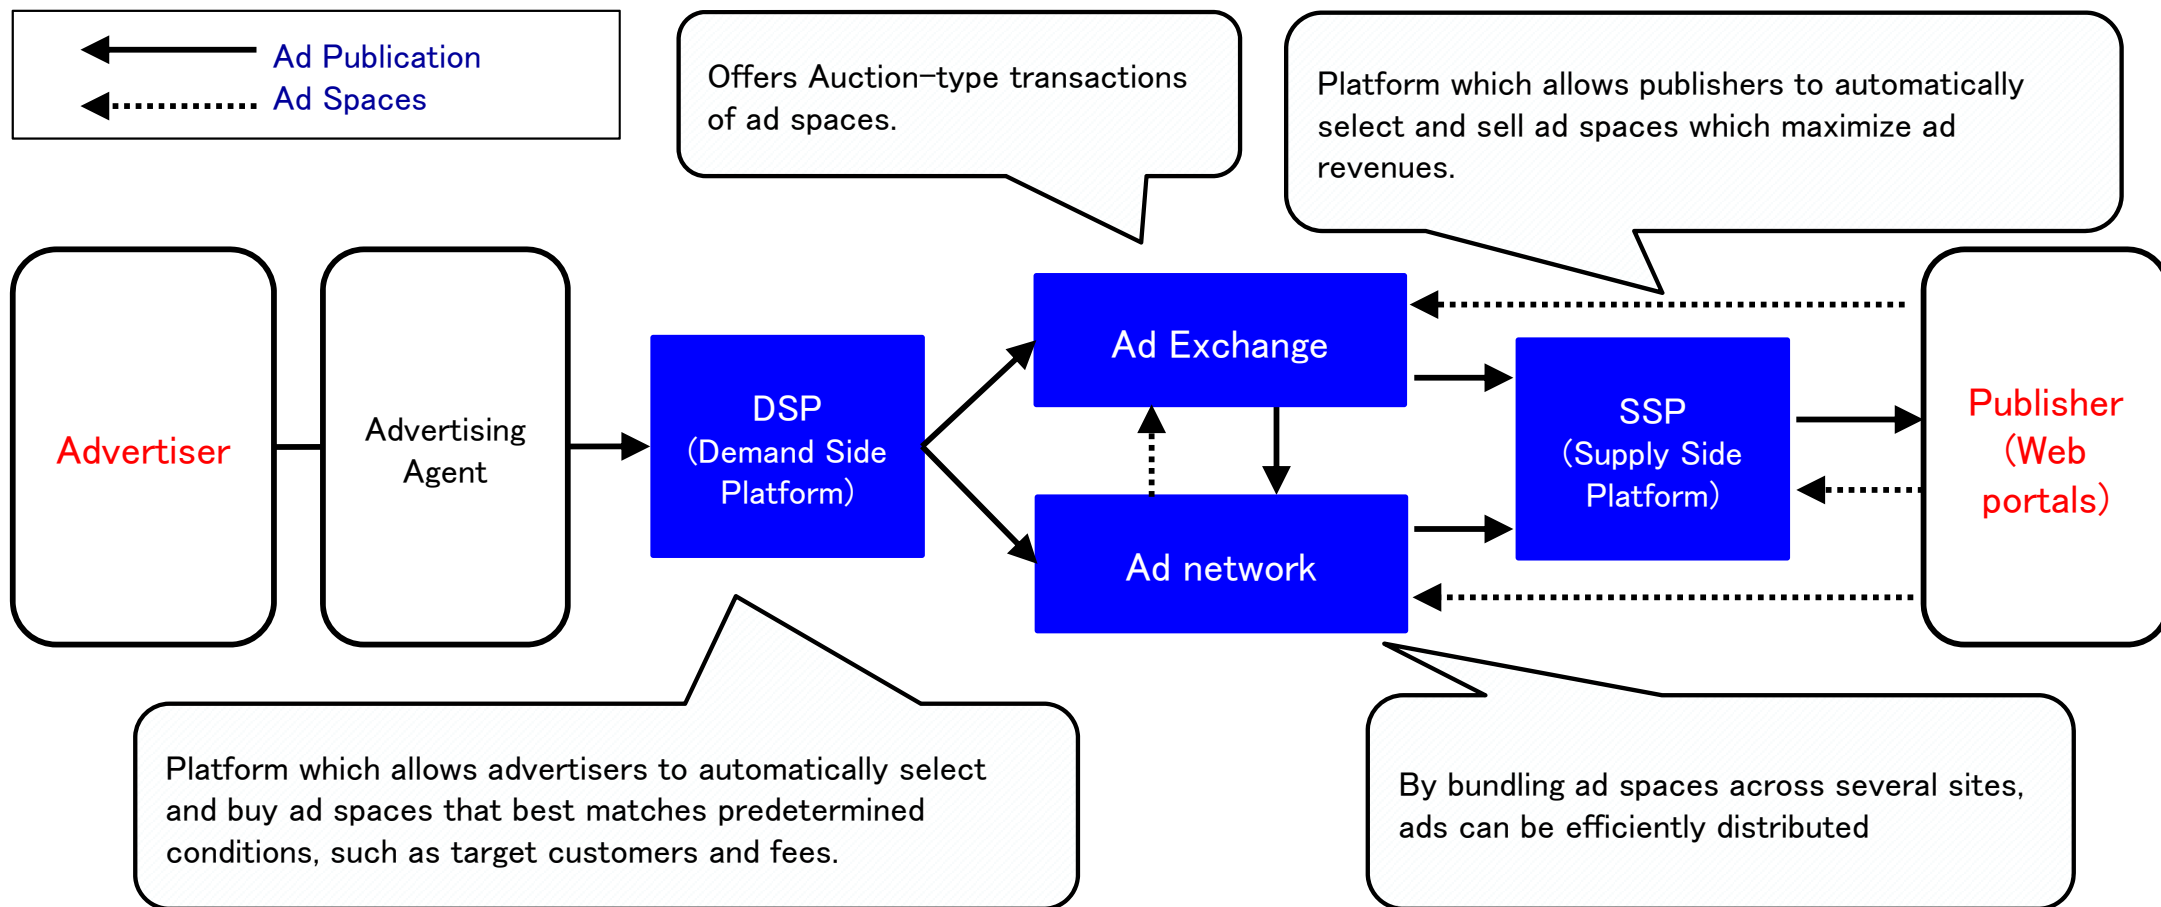 Ad Publication
Ad Spaces
Offers Auction-type transactions
of ad spaces.
Platform which allows publishers to automatically
select and sell ad spaces which maximize ad
revenues.
Advertiser
Advertising
Agent
DSP
(Demand Side
Platform)
Ad Exchange
Ad network
SSP
(Supply Side
Platform)
Publisher
(Web
portals)
Platform which allows advertisers to automatically select
and buy ad spaces that best matches predetermined
conditions, such as target customers and fees.
By bundling ad spaces across several sites,
ads can be efficiently distributed